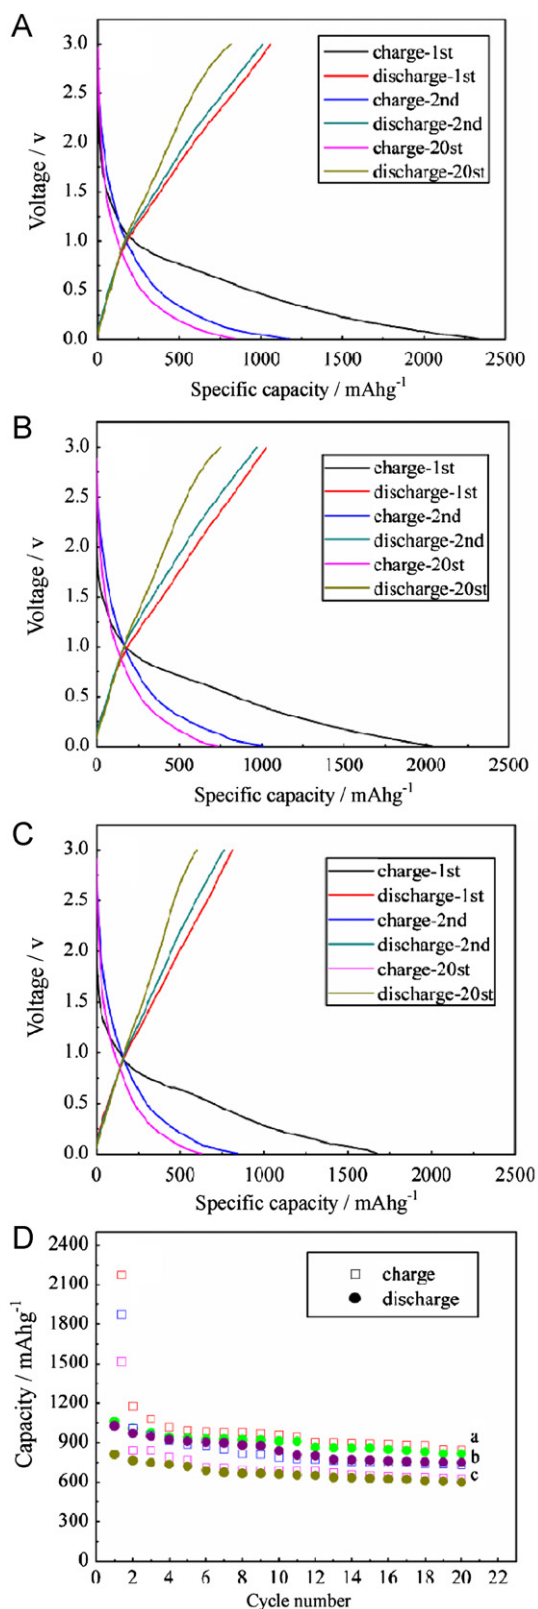 A
3.0
2.5
2.0
1.5
1.0
0.5
0.0
Voltage / v
charge-1st
discharge-1st
charge-2nd
discharge-2nd
charge-20st
discharge-20st
0 500 1000 1500 2000 2500
Specific capacity / mAhg-1
B
3.0
2.5
2.0
1.5
1.0
0.5
0.0
Voltage / v
charge-1st
discharge-1st
charge-2nd
discharge-2nd
charge-20st
discharge-20st
0 500 1000 1500 2000 2500
Specific capacity / mAhg-1
C
3.0
2.5
2.0
1.5
1.0
0.5
0.0
Voltage / v
charge-1st
discharge-1st
charge-2nd
discharge-2nd
charge-20st
discharge-20st
0 500 1000 1500 2000 2500
Specific capacity / mAhg-1
D
2400
2100
1800
1500
1200
900
600
300
0
Capacity / mAhg-1
charge
discharge
a
b
c
0 2 4 6 8 10 12 14 16 18 20 22
Cycle number